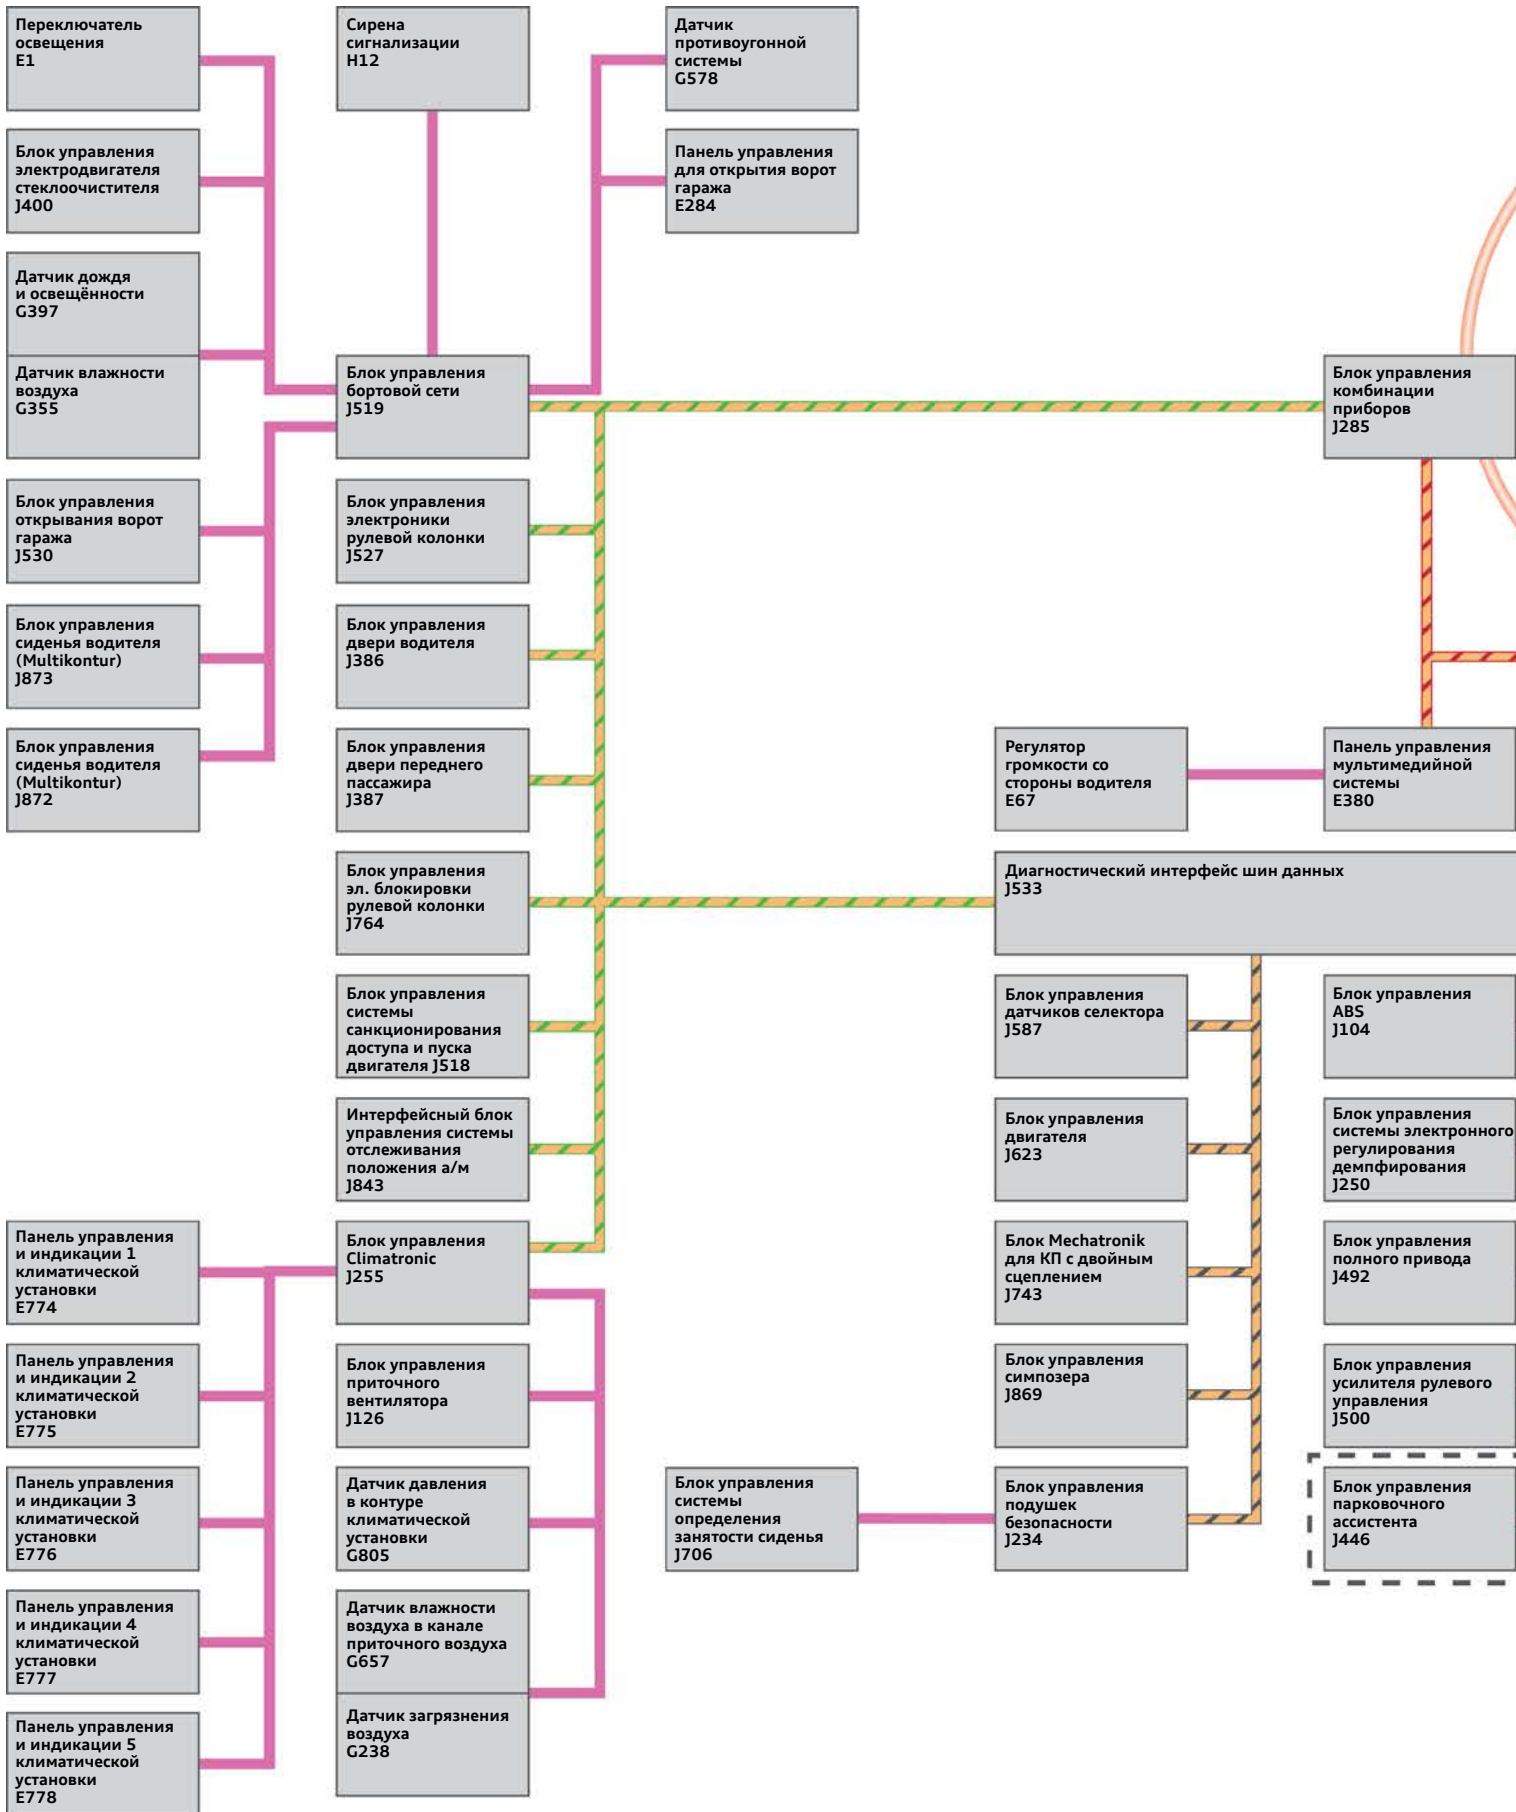 Переключатель
освещения
E1
Сирена
сигнализации
H12
Датчик
противоугонной
системы
G578
Блок управления
электродвигателя
стеклоочистителя
J400
Панель управления
для открытия ворот
гаража
E284
Датчик дождя
и освещённости
G397
Датчик влажности
воздуха
G355
Блок управления
бортовой сети
J519
Блок управления
комбинации
приборов
J285
Блок управления
открывания ворот
гаража
J530
Блок управления
электроники
рулевой колонки
J527
Блок управления
сиденья водителя
(Multikontur)
J873
Блок управления
двери водителя
J386
Блок управления
сиденья водителя
(Multikontur)
J872
Блок управления
двери переднего
пассажира
J387
Регулятор
громкости со
стороны водителя
E67
Панель управления
мультимедийной
системы
E380
Блок управления
эл. блокировки
рулевой колонки
J764
Диагностический интерфейс шин данных
J533
Блок управления
системы
санкционирования
доступа и пуска
двигателя J518
Блок управления
датчиков селектора
J587
Блок управления
ABS
J104
Интерфейсный блок
управления системы
отслеживания
положения а/м
J843
Блок управления
двигателя
J623
Блок управления
системы электронного
регулирования
демпфирования
J250
Панель управления
и индикации 1
климатической
установки
E774
Блок управления
Climatronic
J255
Блок Mechatronik
для КП с двойным
сцеплением
J743
Блок управления
полного привода
J492
Панель управления
и индикации 2
климатической
установки
E775
Блок управления
приточного
вентилятора
J126
Блок управления
симпозера
J869
Блок управления
усилителя рулевого
управления
J500
Панель управления
и индикации 3
климатической
установки
E776
Датчик давления
в контуре
климатической
установки
G805
Блок управления
системы
определения
занятости сиденья
J706
Блок управления
подушек
безопасности
J234
Блок управления
парковочного
ассистента
J446
Панель управления
и индикации 4
климатической
установки
E777
Датчик влажности
воздуха в канале
приточного воздуха
G657
Датчик загрязнения
воздуха
G238
Панель управления
и индикации 5
климатической
установки
E778